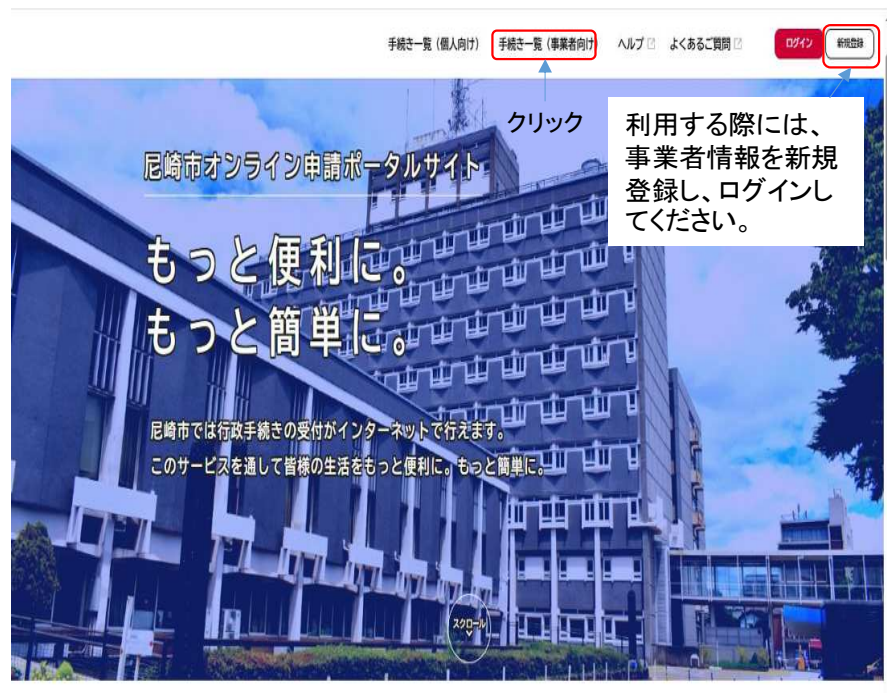 手続き一覧（個人向け） 手続き一覧（事業者向け） ヘルプ よくあるご質問 ログイン 新規登録
クリック
利用する際には、
事業者情報を新規
登録し、ログインし
てください。
尼崎市オンライン申請ポータルサイト
もっと便利に。
もっと簡単に。
尼崎市では行政手続きの受付がインターネットで行えます。
このサービスを通して皆様の生活をもっと便利に。もっと簡単に。
スクロール